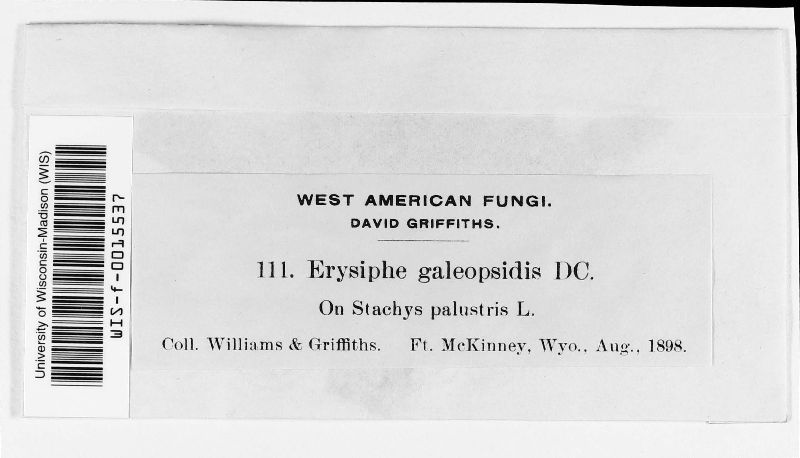 WEST AMERICAN FUNGI.
DAVID GRIFFITHS.
111. Erysiphe galeopsidis DC.
On Stachys palustris L.
Coll. Williams & Griffiths. Ft. McKinney, Wyo., Aug., 1898.
University of Wisconsin-Madison (WIS)
WIS-f-0015537